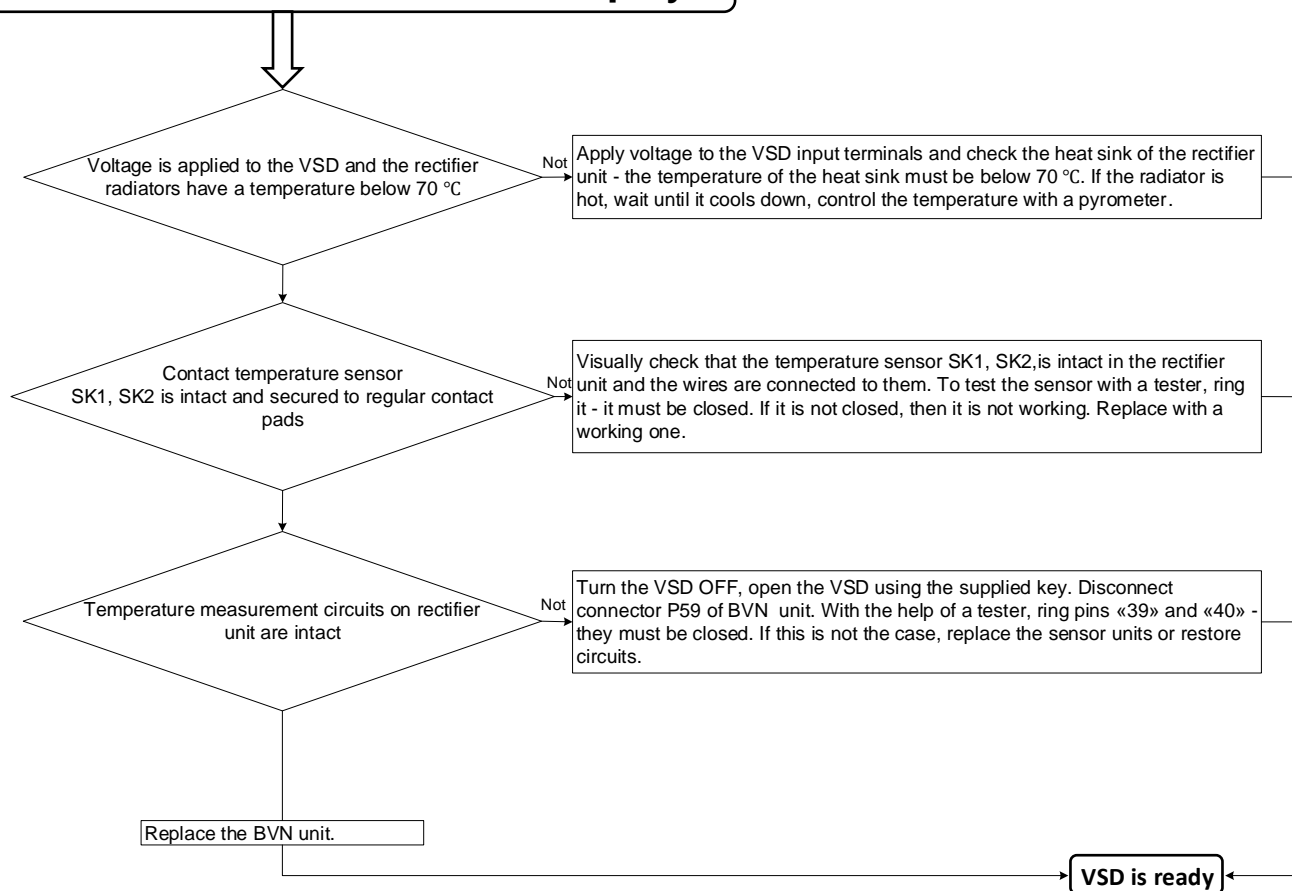 Voltage is applied to the VSD and the rectifier
radiators have a temperature below 70 ℃
Not
Apply voltage to the VSD input terminals and check the heat sink of the rectifier
unit - the temperature of the heat sink must be below 70 ℃. If the radiator is
hot, wait until it cools down, control the temperature with a pyrometer.
Contact temperature sensor
SK1, SK2 is intact and secured to regular contact
pads
Not
Visually check that the temperature sensor SK1, SK2,is intact in the rectifier
unit and the wires are connected to them. To test the sensor with a tester, ring
it - it must be closed. If it is not closed, then it is not working. Replace with a
working one.
Temperature measurement circuits on rectifier
unit are intact
Not
Turn the VSD OFF, open the VSD using the supplied key. Disconnect
connector P59 of BVN  unit. With the help of a tester, ring pins «39» and «40» -
they must be closed. If this is not the case, replace the sensor units or restore
circuits.
Replace the BVN unit.
VSD is ready